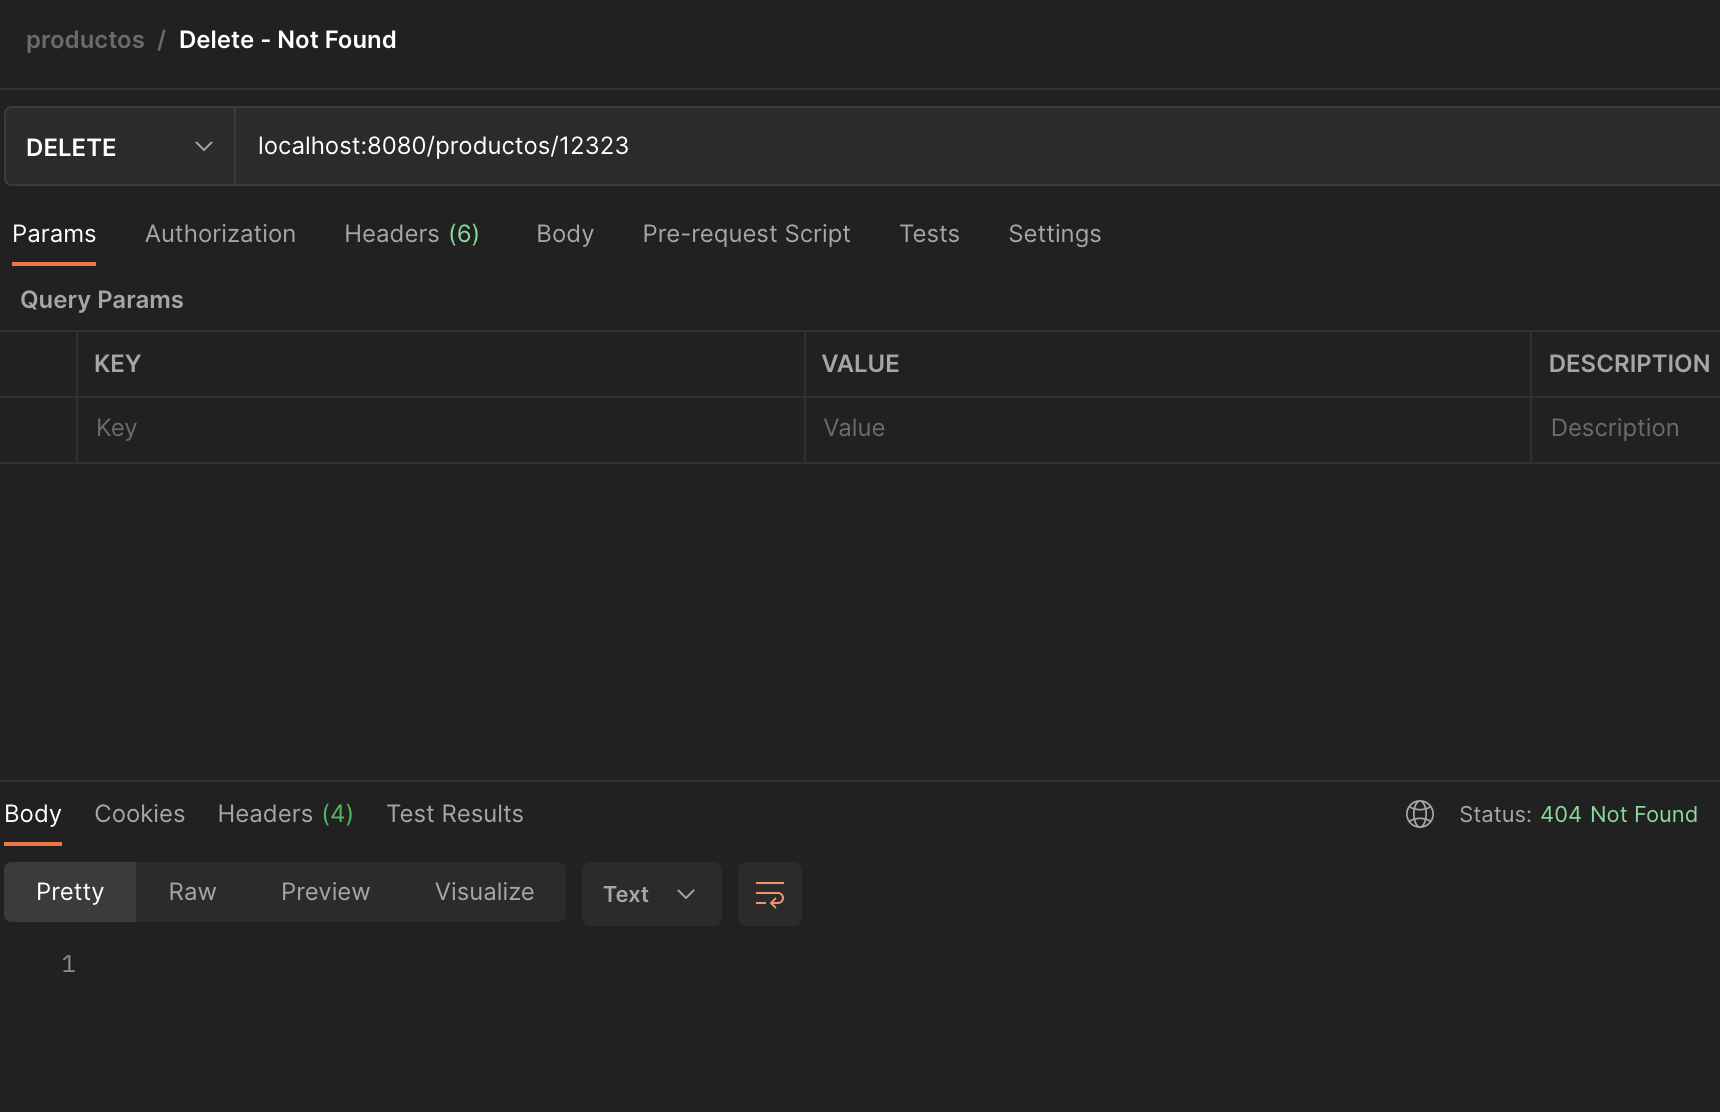 productos / Delete - Not Found
DELETE localhost:8080/productos/12323
Params Authorization Headers (6) Body Pre-request Script Tests Settings
Query Params
KEY VALUE DESCRIPTION
Key Value Description
Body Cookies Headers (4) Test Results Status: 404 Not Found
Pretty Raw Preview Visualize Text
1